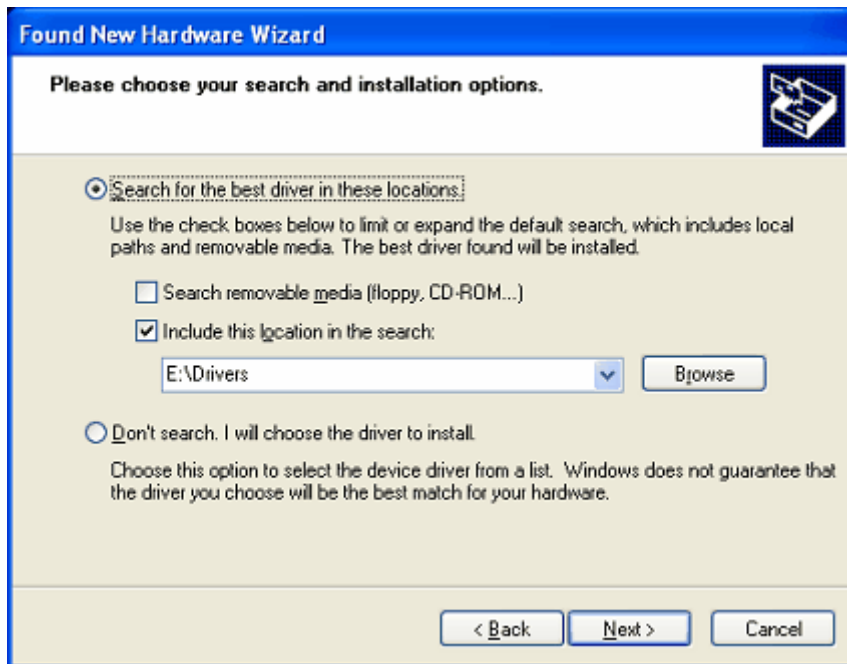 Found New Hardware Wizard
Please choose your search and installation options.
Search for the best driver in these locations.
Use the check boxes below to limit or expand the default search, which includes local
paths and removable media. The best driver found will be installed.
Search removable media (floppy, CD-ROM...)
Include this location in the search:
E:\Drivers
Browse
Don't search. I will choose the driver to install.
Choose this option to select the device driver from a list. Windows does not guarantee that
the driver you choose will be the best match for your hardware.
< Back
Next >
Cancel